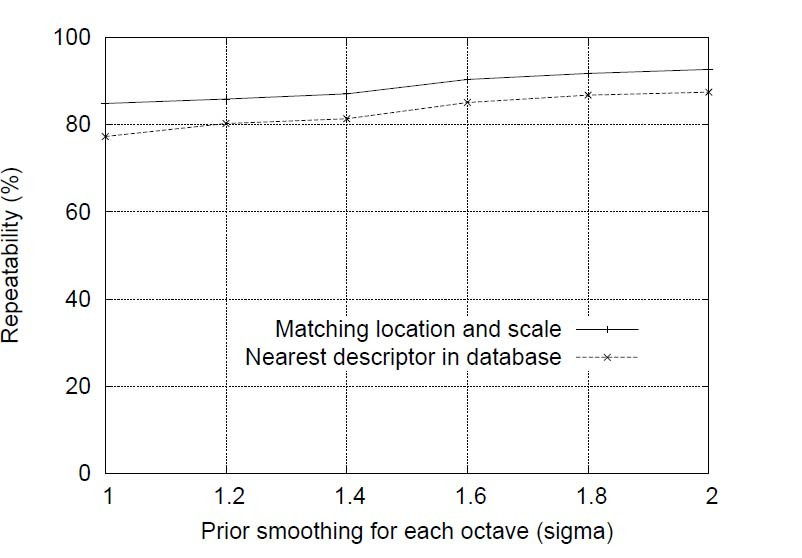 100
80
60
40
20
0
Repeatability (%)
Matching location and scale
Nearest descriptor in database
1 1.2 1.4 1.6 1.8 2
Prior smoothing for each octave (sigma)